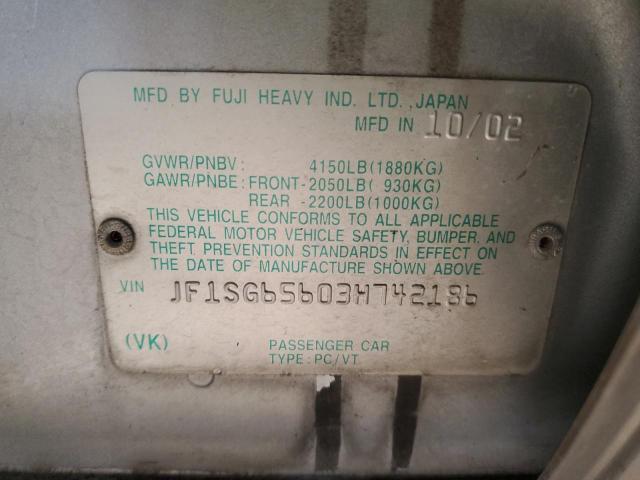 MFD BY FUJI HEAVY IND. LTD., JAPAN
MFD IN 10/02
GVWR/PNBV: 4150LB(1880KG)
GAWR/PNBE: FRONT-2050LB( 930KG)
REAR -2200LB(1000KG)
THIS VEHICLE CONFORMS TO ALL APPLICABLE
FEDERAL MOTOR VEHICLE SAFETY, BUMPER, AND
THEFT PREVENTION STANDARDS IN EFFECT ON
THE DATE OF MANUFACTURE SHOWN ABOVE.
VIN JF1SG65603H742186
(VK) PASSENGER CAR
TYPE: PC/VT